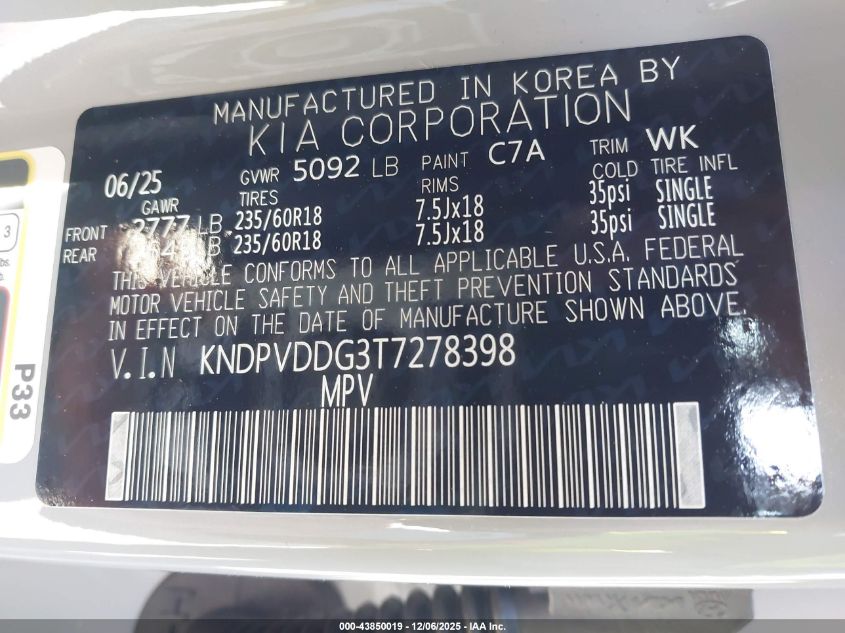 MANUFACTURED IN KOREA BY
KIA CORPORATION
06/25 GVWR 5092 LB PAINT C7A TRIM WK
GAWR TIRES RIMS COLD TIRE INFL
FRONT LB 235/60R18 7.5Jx18 35psi SINGLE
REAR 235/60R18 7.5Jx18 35psi SINGLE
THIS VEHICLE CONFORMS TO ALL APPLICABLE U.S.A. FEDERAL
MOTOR VEHICLE SAFETY AND THEFT PREVENTION STANDARDS
IN EFFECT ON THE DATE OF MANUFACTURE SHOWN ABOVE.
V.I.N KNDPVDDG3T7278398
MPV
3
P33
000-43850019 | 12/06/2025 | IAA, Inc.